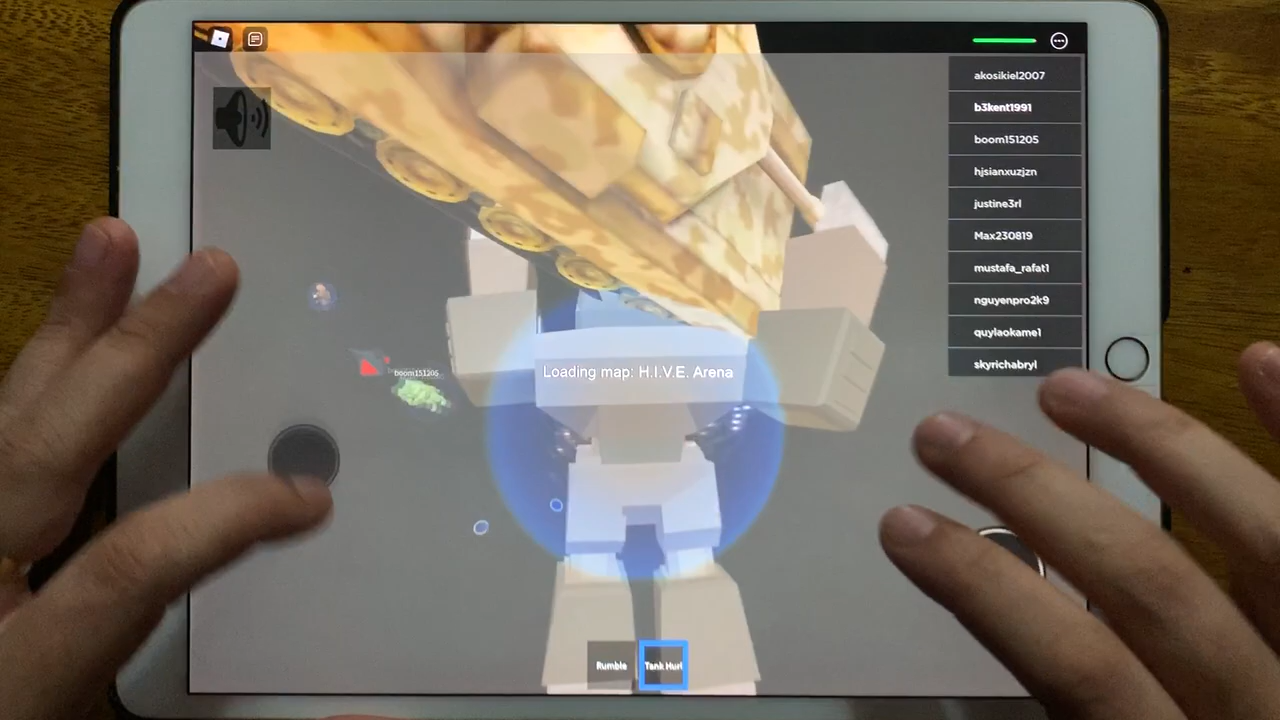 akosikiel2007
b3kent1991
boom151205
hjsianxuzjzn
justine3rl
Max230819
mustafa_rafat1
nguyenpro2k9
quylaokame1
skyrichabryl
boom151205
Loading map: H.I.V.E. Arena
Rumble
Tank Hurl